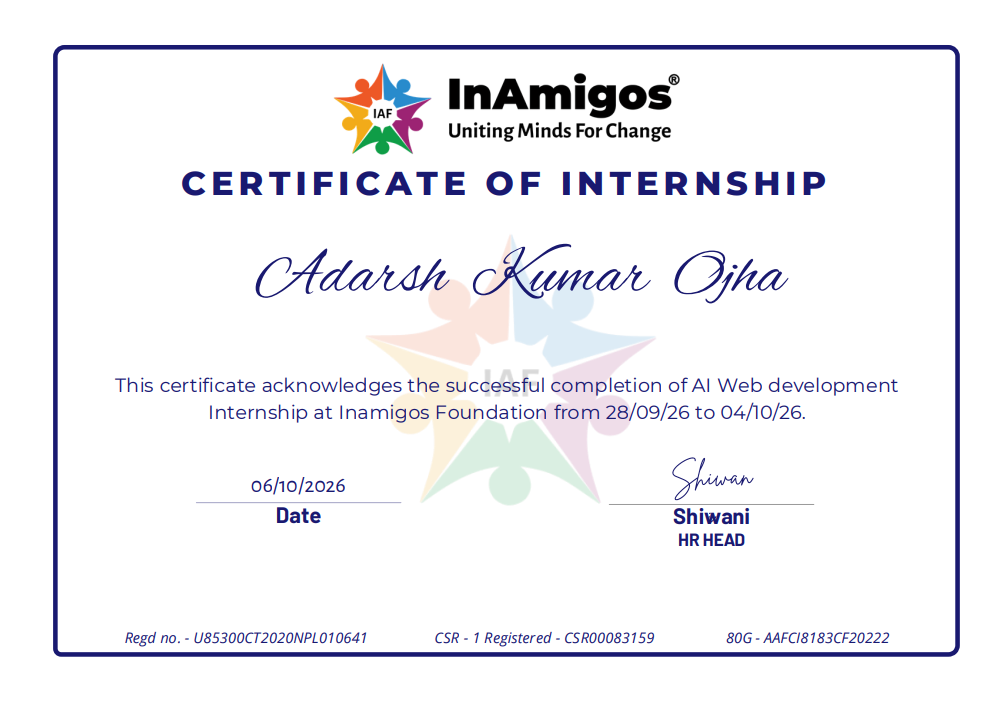 IAF
InAmigos®
Uniting Minds For Change
CERTIFICATE OF INTERNSHIP
Adarsh Kumar Ojha
IAF
This certificate acknowledges the successful completion of AI Web development
Internship at Inamigos Foundation from 28/09/26 to 04/10/26.
06/10/2026
Date
Shiwan
Shiwani
HR HEAD
Regd no. - U85300CT2020NPL010641 CSR - 1 Registered - CSR00083159 80G - AAFCI8183CF20222